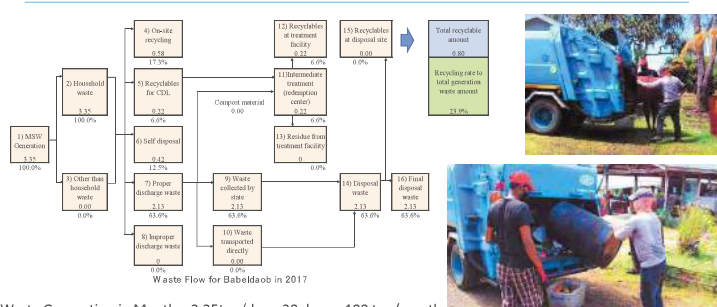 1) MSW
Generation
3.35
100.0%
2) Household
waste
3.35
100.0%
3) Other than
household
waste
0.00
0.0%
4) On-site
recycling
0.58
17.3%
5) Recyclables
for CDL
0.22
6.6%
6) Self disposal
0.42
12.5%
7) Proper
discharge waste
2.13
63.6%
8) Improper
discharge waste
0
0.0%
Compost material
0.00
9) Waste
collected by
state
2.13
63.6%
10) Waste
transported
directly
0.00
0.0%
12) Recyclables
at treatment
facility
0.22
6.6%
11)Intermediate
treatment
(redemption
center)
0.22
6.6%
13) Residue from
treatment facility
0
0.0%
15) Recyclables
at disposal site
0.00
0.0%
14) Disposal
waste
2.13
63.6%
16) Final
disposal
waste
2.13
63.6%
Total recyclable
amount
0.80
Recycling rate to
total generation
waste amount
23.9%
Waste Flow for Babeldaob in 2017